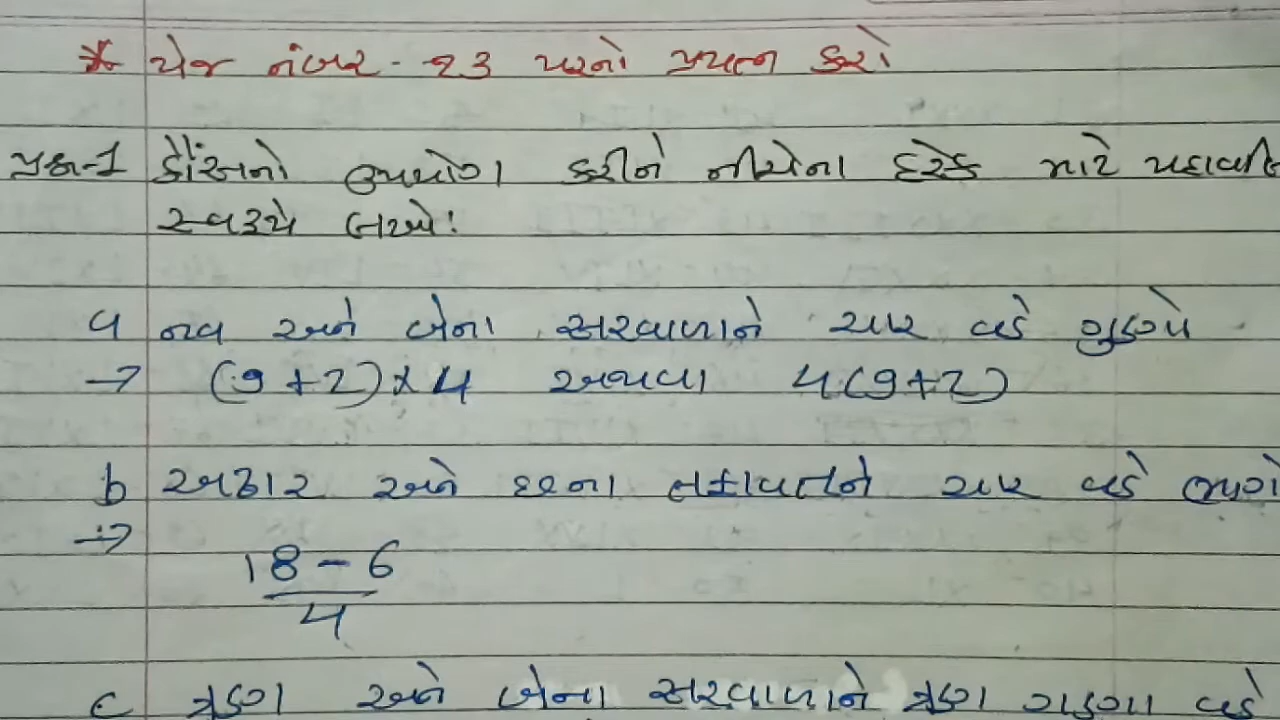 * પેજ નંબર - ૨૩ પરનો પ્રયત્ન કરો
પ્રશ્ન-1 કૌંસનો ઉપયોગ કરીને નીચેના દરેક માટે પદાવલિ
સ્વરૂપે લખો:
a નવ અને બેના સરવાળાને ચાર વડે ગુણો
→ (9+2)×4 અથવા 4(9+2)
b અઢાર અને છના તફાવતને ચાર વડે ભાગો
→
18 - 6
4
c ત્રણ અને બેના સરવાળાને ત્રણ ગણા વડે